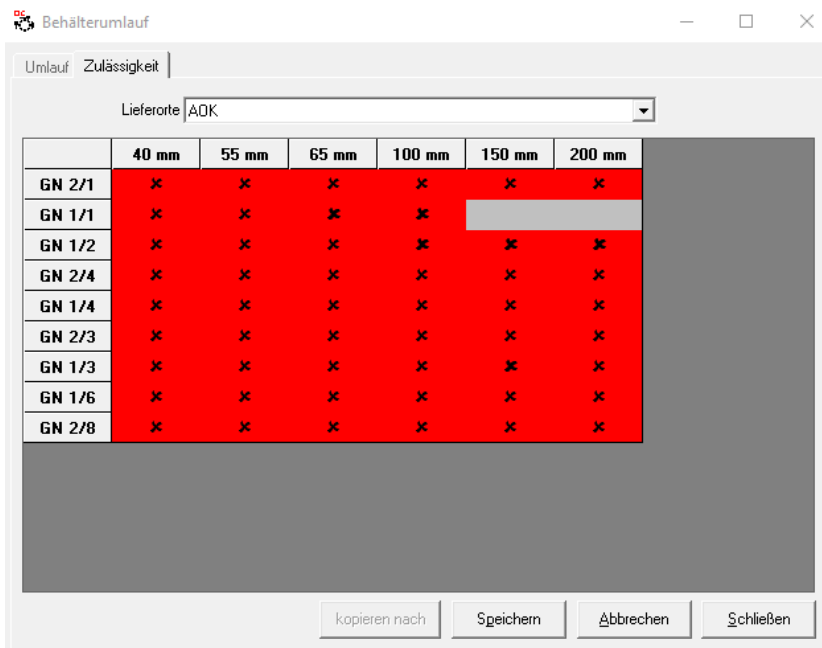 Behälterumlauf
Umlauf Zulässigkeit
Lieferorte AOK
40 mm 55 mm 65 mm 100 mm 150 mm 200 mm
GN 2/1 x x x x x x
GN 1/1 x x x x
GN 1/2 x x x x x x
GN 2/4 x x x x x x
GN 1/4 x x x x x x
GN 2/3 x x x x x x
GN 1/3 x x x x x x
GN 1/6 x x x x x x
GN 2/8 x x x x x x
kopieren nach Speichern Abbrechen Schließen